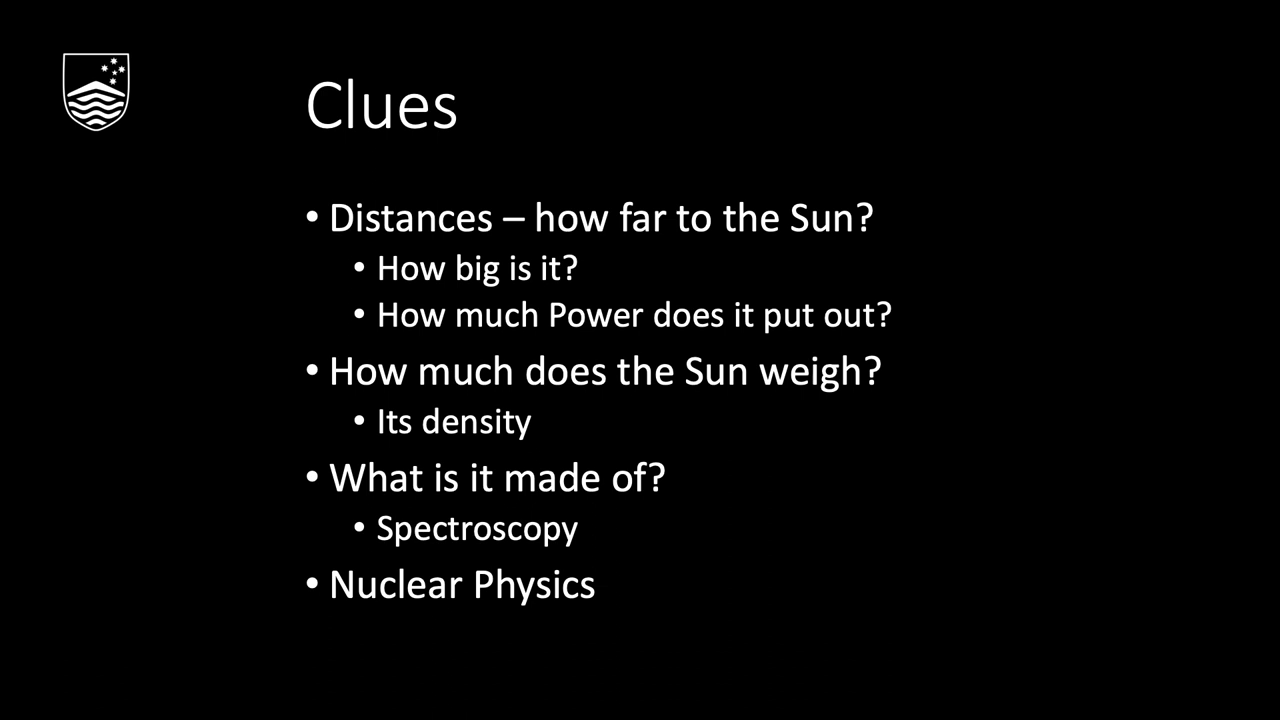 Clues
• Distances – how far to the Sun?
• How big is it?
• How much Power does it put out?
• How much does the Sun weigh?
• Its density
• What is it made of?
• Spectroscopy
• Nuclear Physics